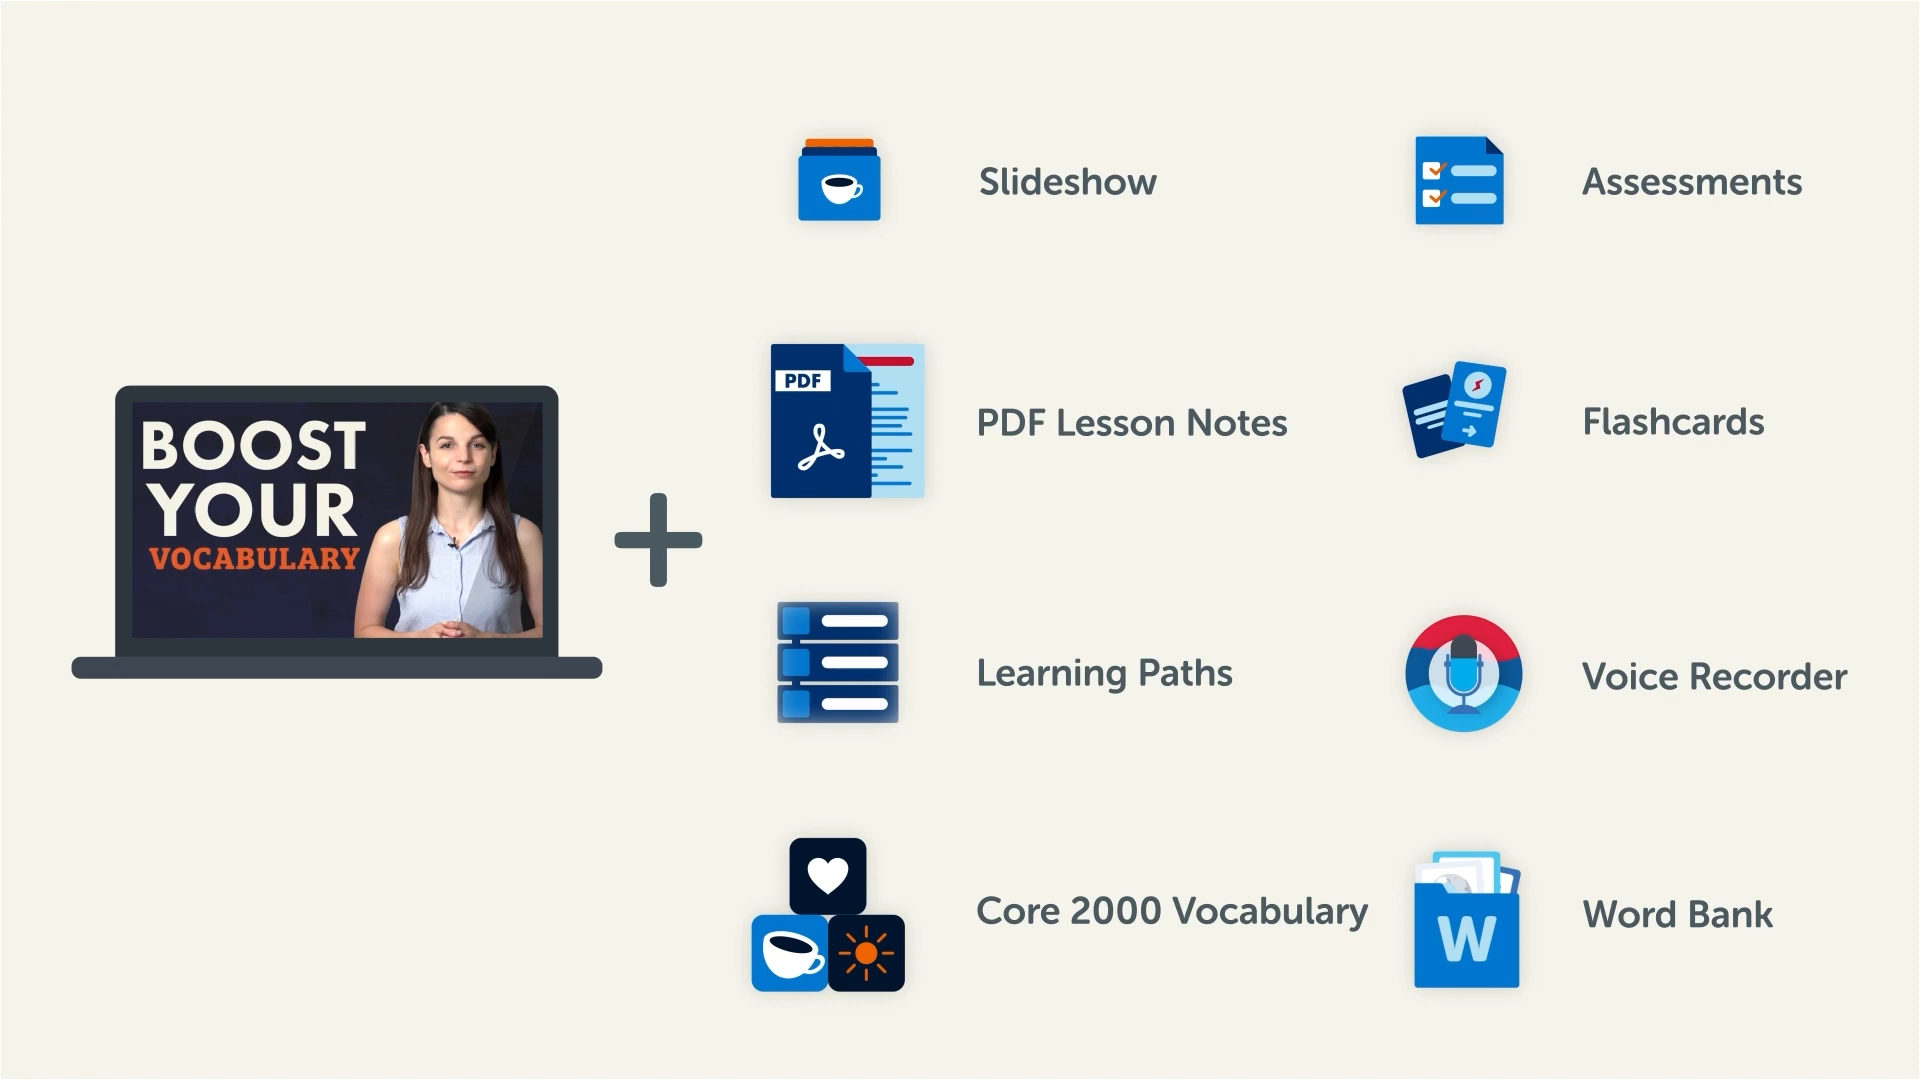 BOOST
YOUR
VOCABULARY
Slideshow
Assessments
PDF
PDF Lesson Notes
Flashcards
Learning Paths
Voice Recorder
Core 2000 Vocabulary
W
Word Bank